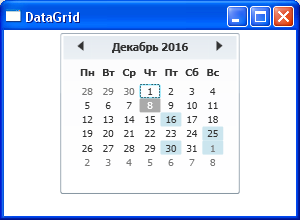 DataGrid
Декабрь 2016
Пн Вт Ср Чт Пт Сб Вс
28 29 30 1 2 3 4
5 6 7 8 9 10 11
12 13 14 15 16 17 18
19 20 21 22 23 24 25
26 27 28 29 30 31 1
2 3 4 5 6 7 8